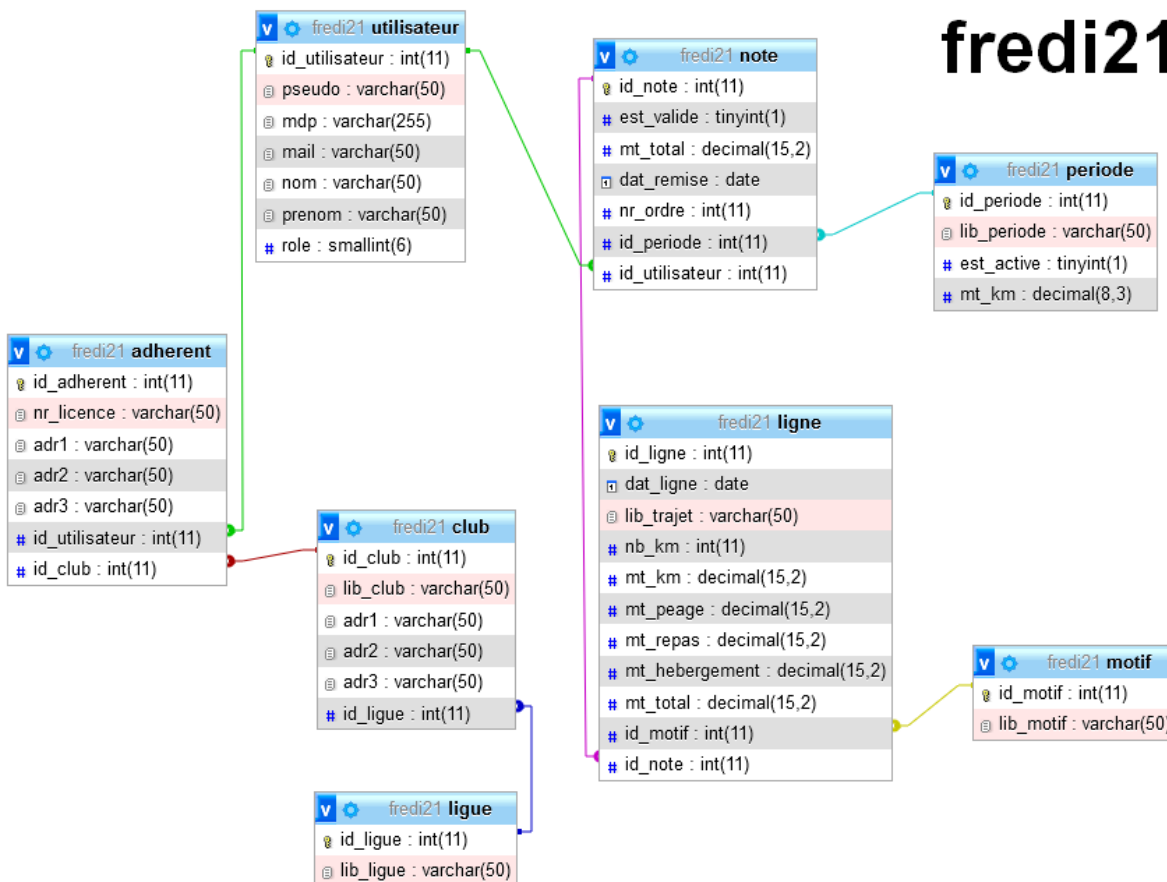 fredi21
v fredi21 utilisateur
id_utilisateur : int(11)
pseudo : varchar(50)
mdp : varchar(255)
mail : varchar(50)
nom : varchar(50)
prenom : varchar(50)
# role : smallint(6)
v fredi21 note
id_note : int(11)
# est_valide : tinyint(1)
# mt_total : decimal(15,2)
dat_remise : date
# nr_ordre : int(11)
# id_periode : int(11)
# id_utilisateur : int(11)
v fredi21 periode
id_periode : int(11)
lib_periode : varchar(50)
# est_active : tinyint(1)
# mt_km : decimal(8,3)
v fredi21 adherent
id_adherent : int(11)
nr_licence : varchar(50)
adr1 : varchar(50)
adr2 : varchar(50)
adr3 : varchar(50)
# id_utilisateur : int(11)
# id_club : int(11)
v fredi21 club
id_club : int(11)
lib_club : varchar(50)
adr1 : varchar(50)
adr2 : varchar(50)
adr3 : varchar(50)
# id_ligue : int(11)
v fredi21 ligne
id_ligne : int(11)
dat_ligne : date
lib_trajet : varchar(50)
# nb_km : int(11)
# mt_km : decimal(15,2)
# mt_peage : decimal(15,2)
# mt_repas : decimal(15,2)
# mt_hebergement : decimal(15,2)
# mt_total : decimal(15,2)
# id_motif : int(11)
# id_note : int(11)
v fredi21 motif
id_motif : int(11)
lib_motif : varchar(50)
v fredi21 ligue
id_ligue : int(11)
lib_ligue : varchar(50)